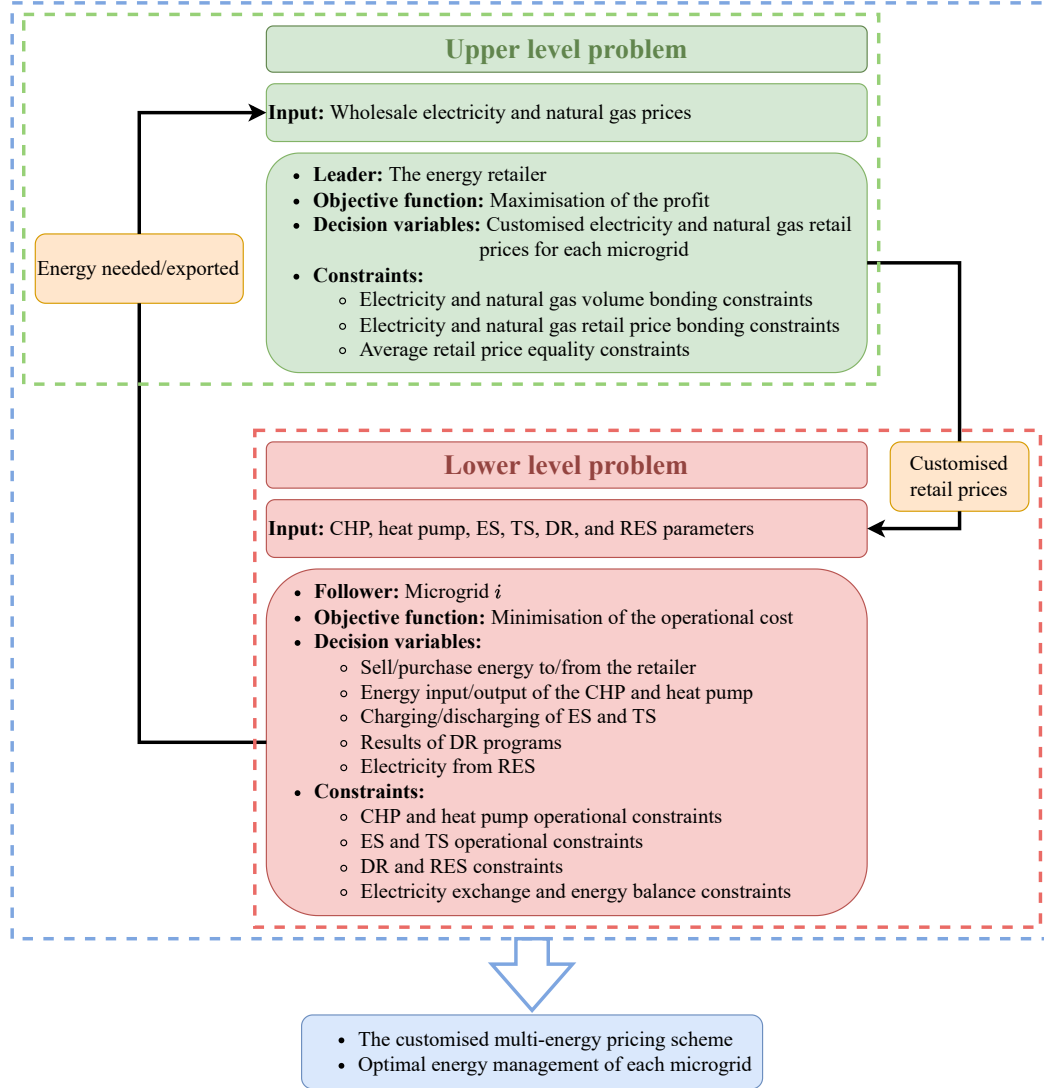 Upper level problem
Input: Wholesale electricity and natural gas prices
• Leader: The energy retailer
• Objective function: Maximisation of the profit
• Decision variables: Customised electricity and natural gas retail
prices for each microgrid
• Constraints:
◦ Electricity and natural gas volume bonding constraints
◦ Electricity and natural gas retail price bonding constraints
◦ Average retail price equality constraints
Energy needed/exported
Customised
retail prices
Lower level problem
Input: CHP, heat pump, ES, TS, DR, and RES parameters
• Follower: Microgrid i
• Objective function: Minimisation of the operational cost
• Decision variables:
◦ Sell/purchase energy to/from the retailer
◦ Energy input/output of the CHP and heat pump
◦ Charging/discharging of ES and TS
◦ Results of DR programs
◦ Electricity from RES
• Constraints:
◦ CHP and heat pump operational constraints
◦ ES and TS operational constraints
◦ DR and RES constraints
◦ Electricity exchange and energy balance constraints
• The customised multi-energy pricing scheme
• Optimal energy management of each microgrid